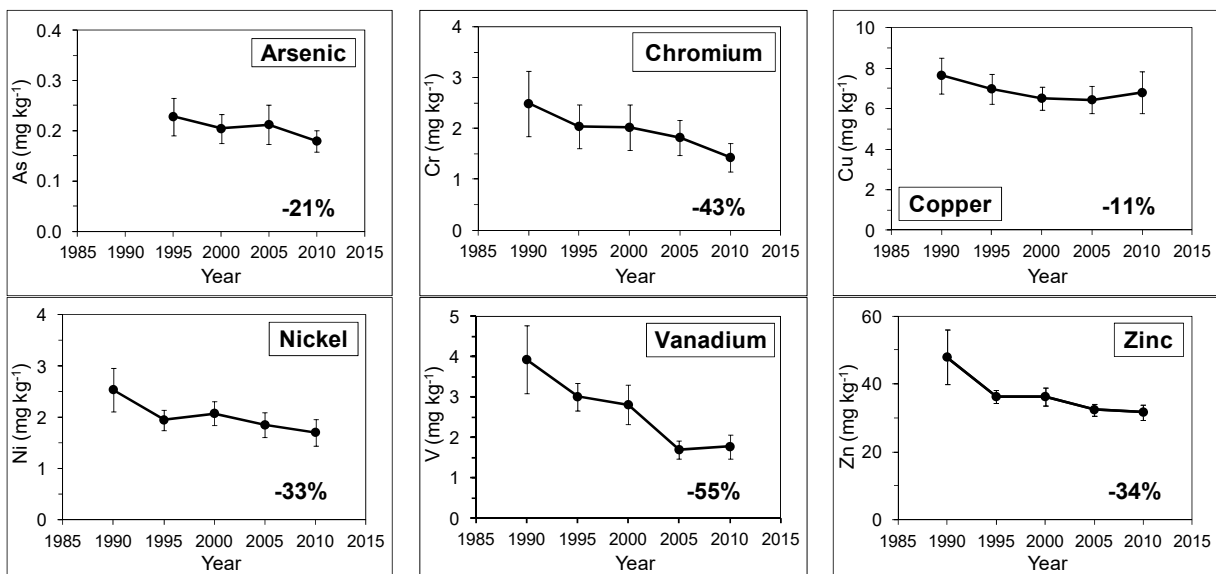 Arsenic
As (mg kg⁻¹)
0.4
0.3
0.2
0.1
0.0
-21%
1985 1990 1995 2000 2005 2010 2015
Year
Chromium
Cr (mg kg⁻¹)
4
3
2
1
0
-43%
1985 1990 1995 2000 2005 2010 2015
Year
Copper
Cu (mg kg⁻¹)
10
8
6
4
2
0
-11%
1985 1990 1995 2000 2005 2010 2015
Year
Nickel
Ni (mg kg⁻¹)
4
3
2
1
0
-33%
1985 1990 1995 2000 2005 2010 2015
Year
Vanadium
V (mg kg⁻¹)
5
4
3
2
1
0
-55%
1985 1990 1995 2000 2005 2010 2015
Year
Zinc
Zn (mg kg⁻¹)
60
40
20
0
-34%
1985 1990 1995 2000 2005 2010 2015
Year